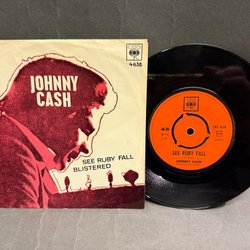 CBS
4638
JOHNNY
CASH
SEE RUBY FALL
BLISTERED
CBS
45
SEE RUBY FALL
JOHNNY CASH